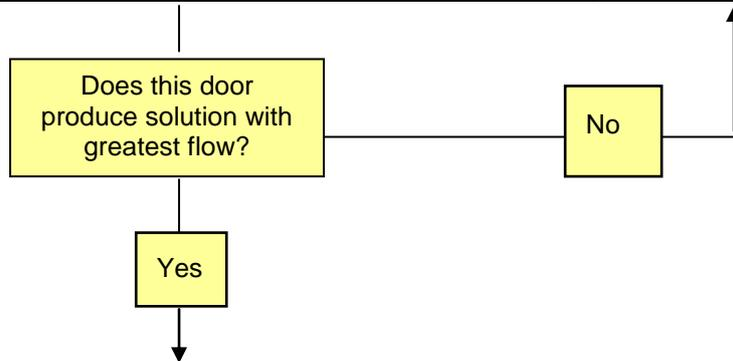 Does this door
produce solution with
greatest flow?
No
Yes